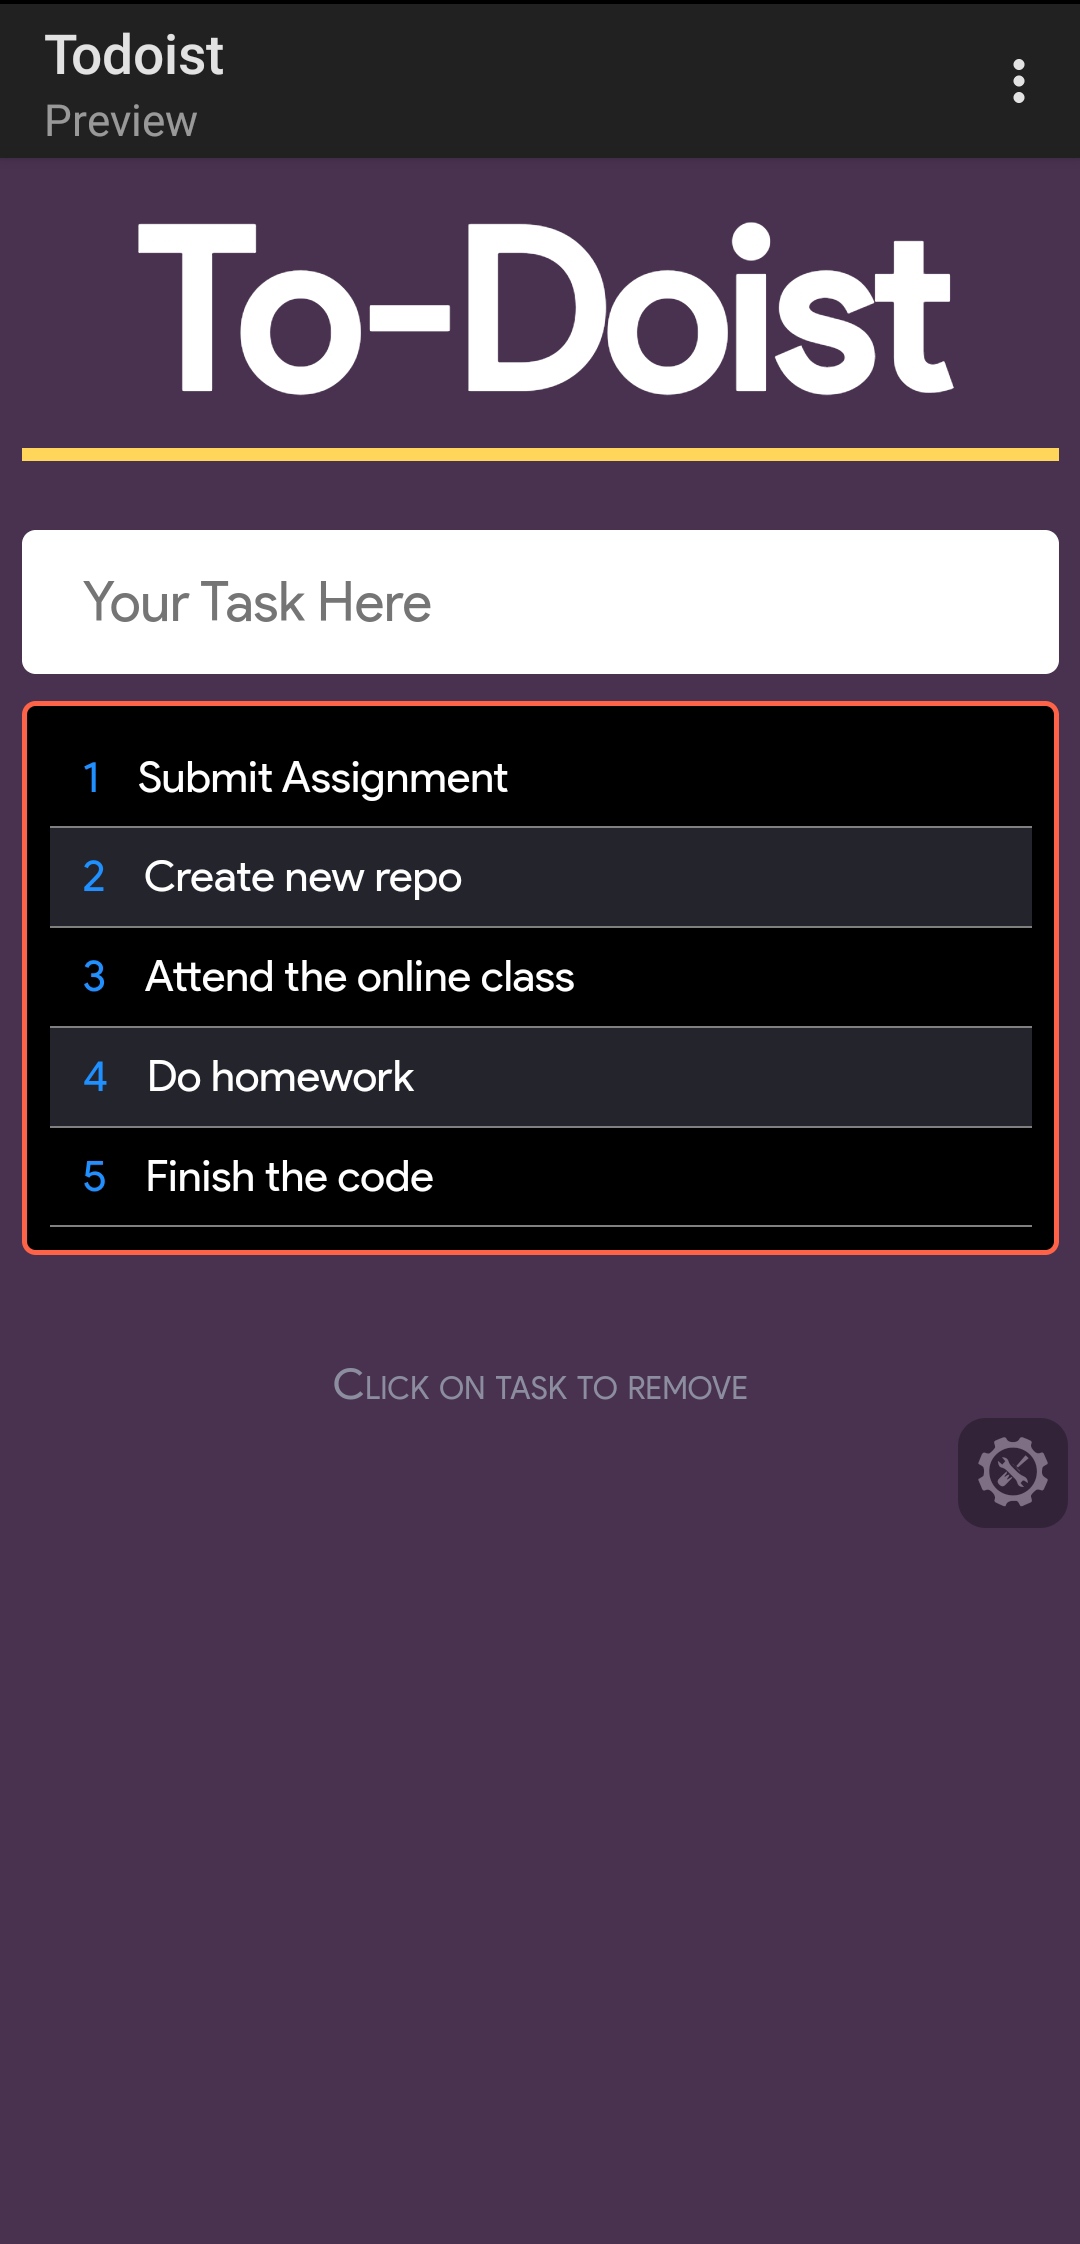 Todoist
Preview
To-Doist
Your Task Here
1 Submit Assignment
2 Create new repo
3 Attend the online class
4 Do homework
5 Finish the code
Click on task to remove